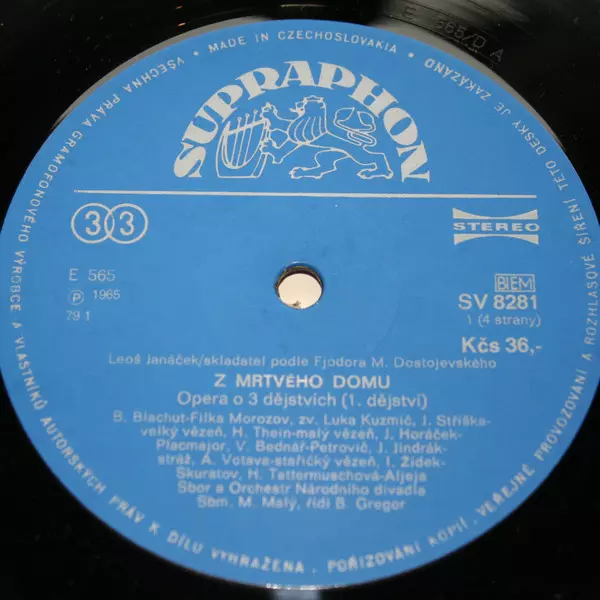 E 565/D A
VŠECHNA PRÁVA GRAMOFONOVÉHO VÝROBCE A VLASTNÍKŮ AUTORSKÝCH PRÁV K DÍLU VYHRAŽENA. POŘIZOVÁNÍ KOPIÍ, VEŘEJNÉ PROVOZOVÁNÍ A ROZHLASOVÉ ŠÍŘENÍ TÉTO DESKY JE ZAKÁZÁNO
MADE IN CZECHOSLOVAKIA
SUPRAPHON
33
STEREO
E 565
Ⓟ 1965
79 1
BIEM
SV 8281
1 (4 strany)
Kčs 36,-
Leoš Janáček/skladatel podle Fjodora M. Dostojevského
Z MRTVÉHO DOMU
Opera o 3 dějstvích (1. dějství)
B. Blachut-Filka Morozov, zv. Luka Kuzmič, J. Stříška-
velký vězeň, H. Thein-malý vězeň, J. Horáček-
Placmajor, V. Bednář-Petrovič, J. Jindrák-
stráž, A. Votava-stařičký vězeň, I. Žídek-
Skuratov, H. Tattermuschová-Aljeja
Sbor a Orchestr Národního divadla
Sbm. M. Malý, řídí B. Gregor